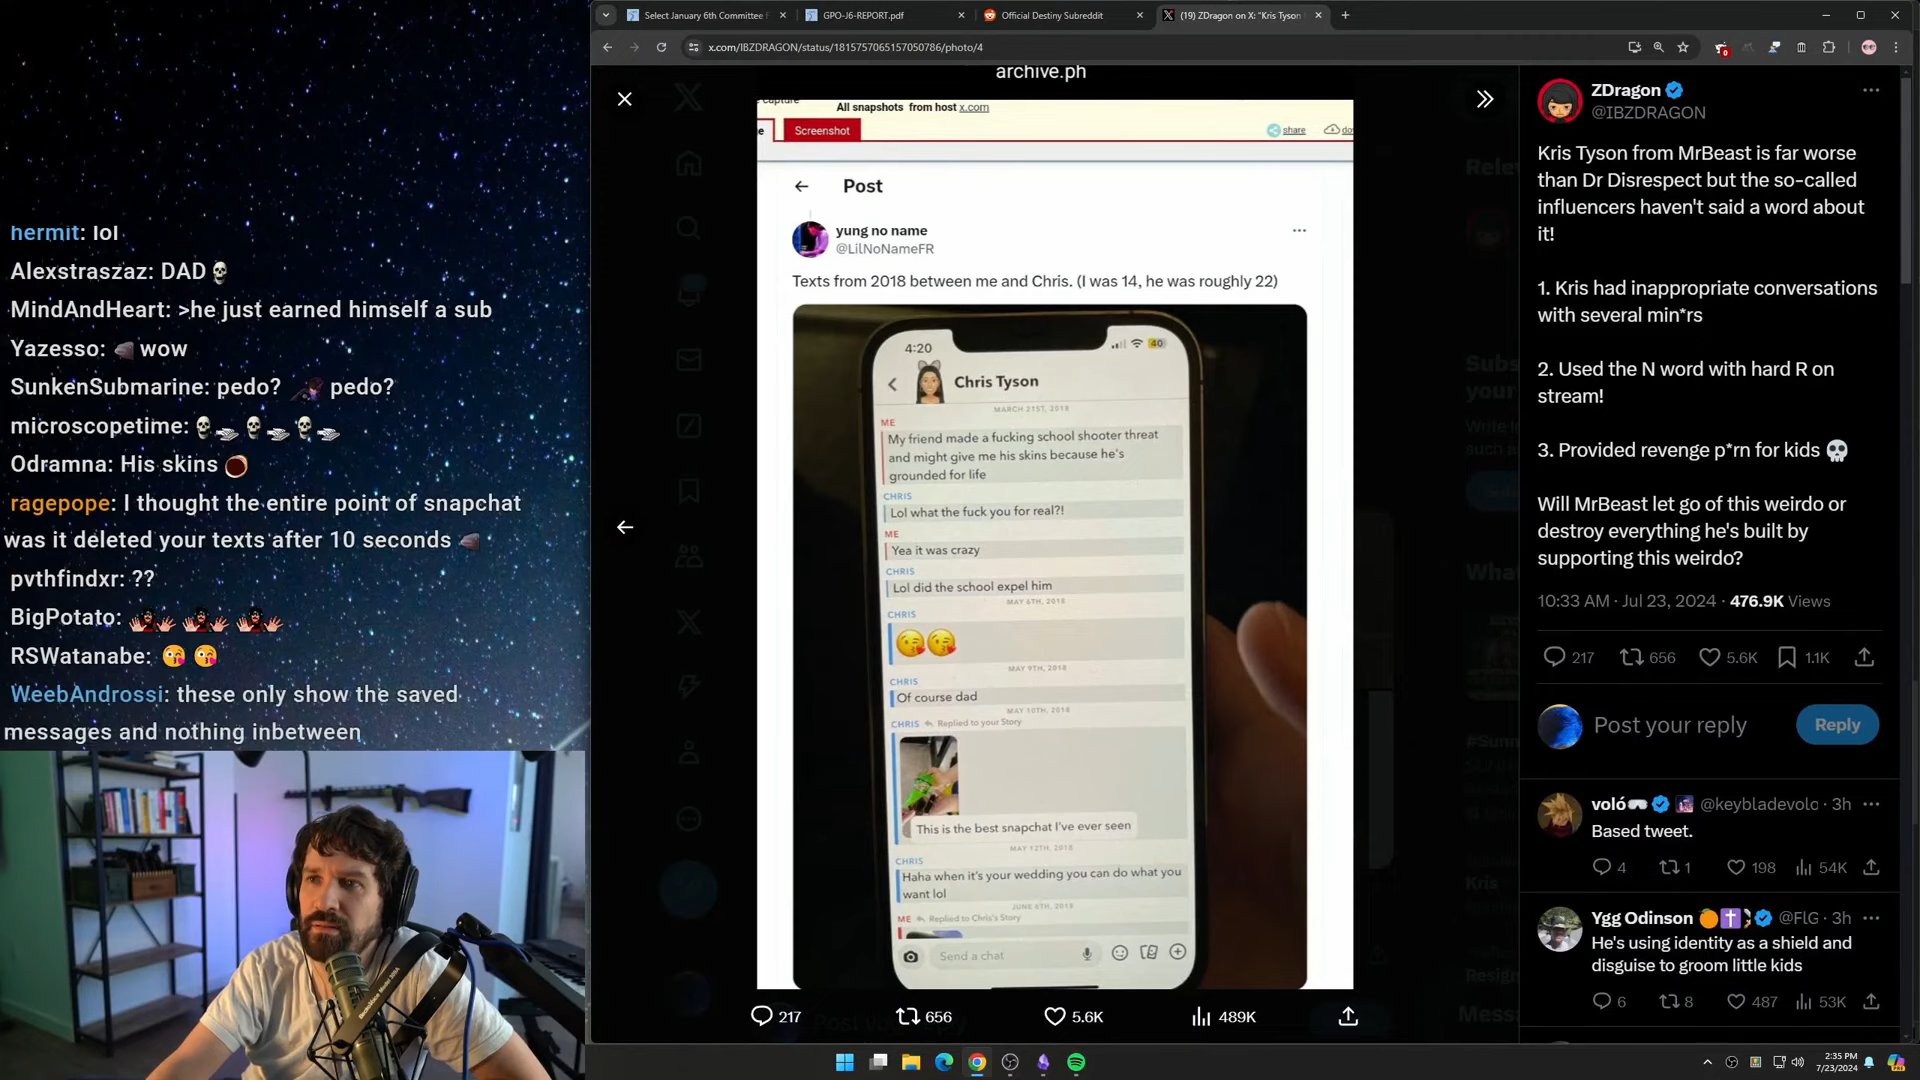 Select January 6th Committee F
GPO-J6-REPORT.pdf
Official Destiny Subreddit
(19) ZDragon on X: "Kris Tyson
x.com/IBZDRAGON/status/1815757065157050786/photo/4
hermit: lol
Alexstraszaz: DAD💀
MindAndHeart: >he just earned himself a sub
Yazesso: wow
SunkenSubmarine: pedo? pedo?
microscopetime:
Odramna: His skins
ragepope: I thought the entire point of snapchat
was it deleted your texts after 10 seconds
pvthfindxr: ??
BigPotato:
RSWatanabe: 😘 😘
WeebAndrossi: these only show the saved
messages and nothing inbetween
archive.ph
capture
All snapshots from host x.com
Screenshot
share
Post
yung no name
@LilNoNameFR
Texts from 2018 between me and Chris. (I was 14, he was roughly 22)
4:20
40
Chris Tyson
MARCH 21ST, 2018
ME
My friend made a fucking school shooter threat
and might give me his skins because he's
grounded for life
CHRIS
Lol what the fuck you for real?!
ME
Yea it was crazy
CHRIS
Lol did the school expel him
MAY 6TH, 2018
CHRIS
😘😘
MAY 9TH, 2018
CHRIS
Of course dad
MAY 10TH, 2018
CHRIS Replied to your Story
This is the best snapchat I've ever seen
MAY 12TH, 2018
CHRIS
Haha when it's your wedding you can do what you
want lol
JUNE 6TH, 2018
ME Replied to Chris's Story
Send a chat
217
656
5.6K
489K
ZDragon
@IBZDRAGON
Kris Tyson from MrBeast is far worse
than Dr Disrespect but the so-called
influencers haven't said a word about
it!
1. Kris had inappropriate conversations
with several min*rs
2. Used the N word with hard R on
stream!
3. Provided revenge p*rn for kids 💀
Will MrBeast let go of this weirdo or
destroy everything he's built by
supporting this weirdo?
10:33 AM · Jul 23, 2024 · 476.9K Views
217 656 5.6K 1.1K
Post your reply
Reply
voló @keybladevolo · 3h
Based tweet.
4 1 198 54K
Ygg Odinson @FlG · 3h
He's using identity as a shield and
disguise to groom little kids
6 8 487 53K
2:35 PM
7/23/2024